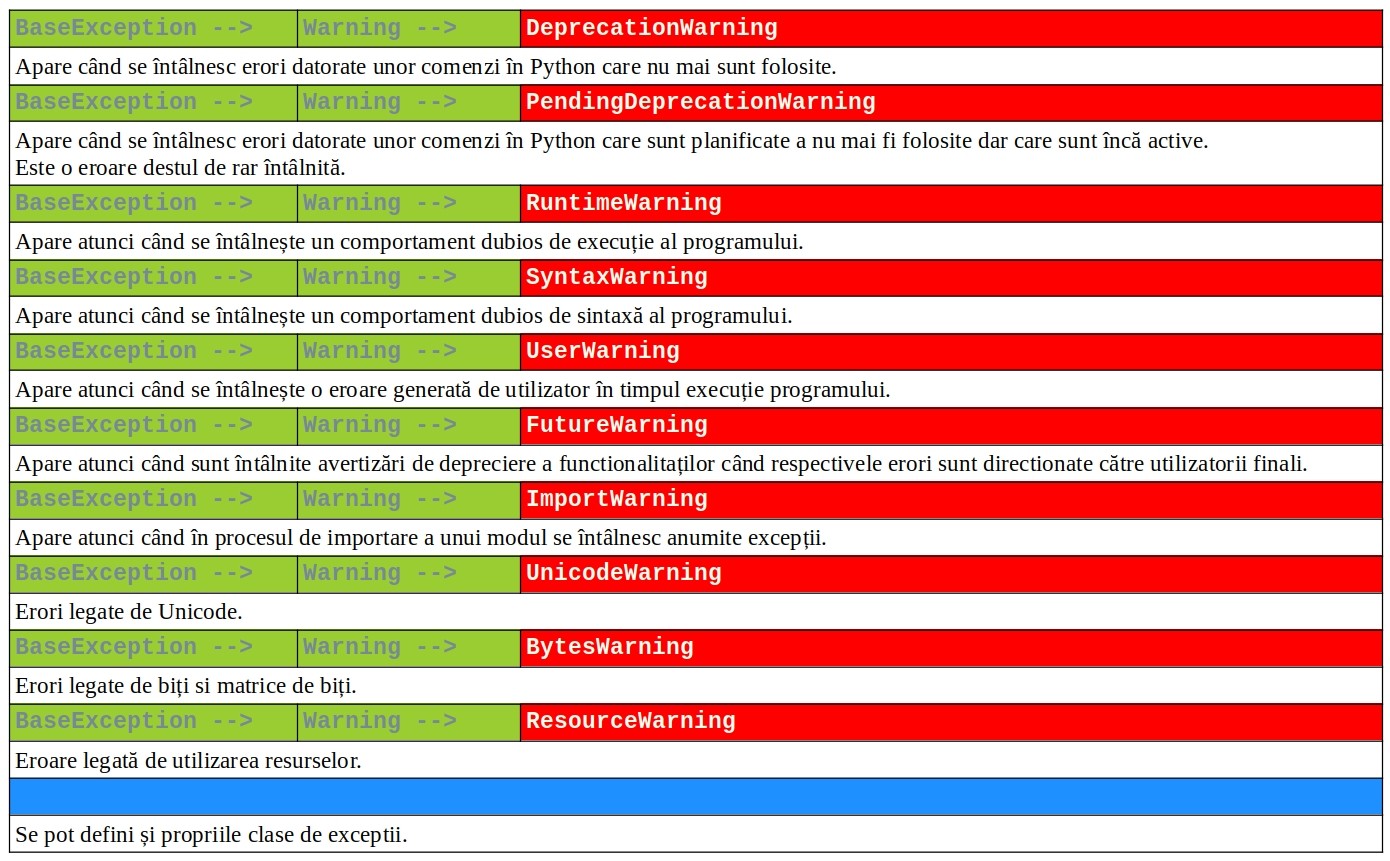 BaseException --> Warning --> DeprecationWarning
Apare când se întâlnesc erori datorate unor comenzi în Python care nu mai sunt folosite.
BaseException --> Warning --> PendingDeprecationWarning
Apare când se întâlnesc erori datorate unor comenzi în Python care sunt planificate a nu mai fi folosite dar care sunt încă active.
Este o eroare destul de rar întâlnită.
BaseException --> Warning --> RuntimeWarning
Apare atunci când se întâlnește un comportament dubios de execuție al programului.
BaseException --> Warning --> SyntaxWarning
Apare atunci când se întâlnește un comportament dubios de sintaxă al programului.
BaseException --> Warning --> UserWarning
Apare atunci când se întâlnește o eroare generată de utilizator în timpul execuție programului.
BaseException --> Warning --> FutureWarning
Apare atunci când sunt întâlnite avertizări de depreciere a functionalitaților când respectivele erori sunt directionate către utilizatorii finali.
BaseException --> Warning --> ImportWarning
Apare atunci când în procesul de importare a unui modul se întâlnesc anumite excepții.
BaseException --> Warning --> UnicodeWarning
Erori legate de Unicode.
BaseException --> Warning --> BytesWarning
Erori legate de biți si matrice de biți.
BaseException --> Warning --> ResourceWarning
Eroare legată de utilizarea resurselor.
Se pot defini și propriile clase de exceptii.